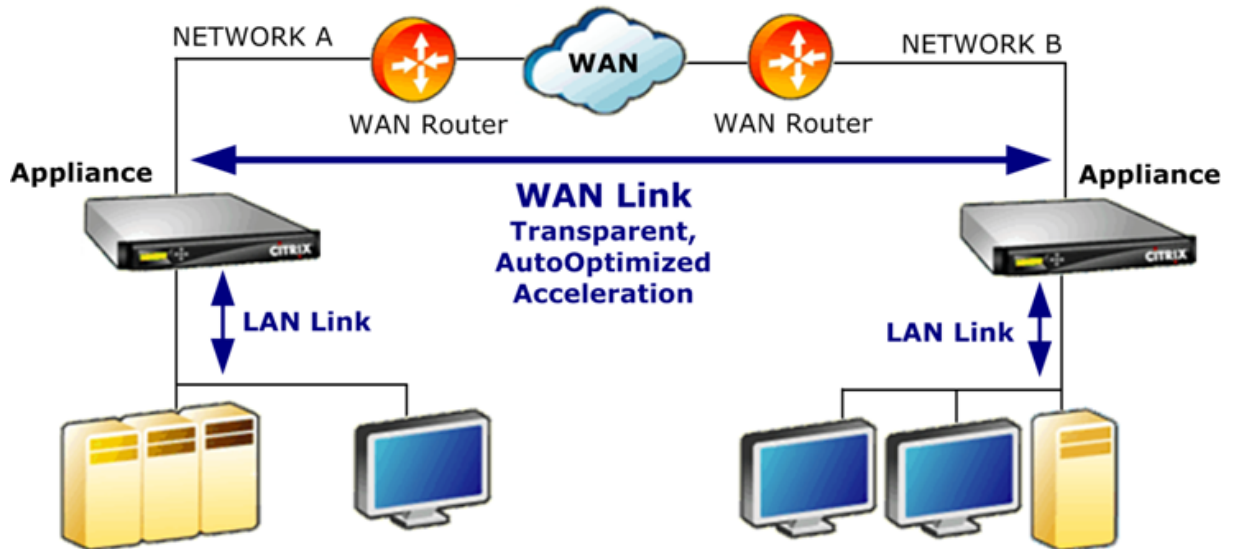 NETWORK A
WAN
NETWORK B
WAN Router
WAN Router
Appliance
Appliance
WAN Link
Transparent,
AutoOptimized
Acceleration
CITRIX
CITRIX
LAN Link
LAN Link